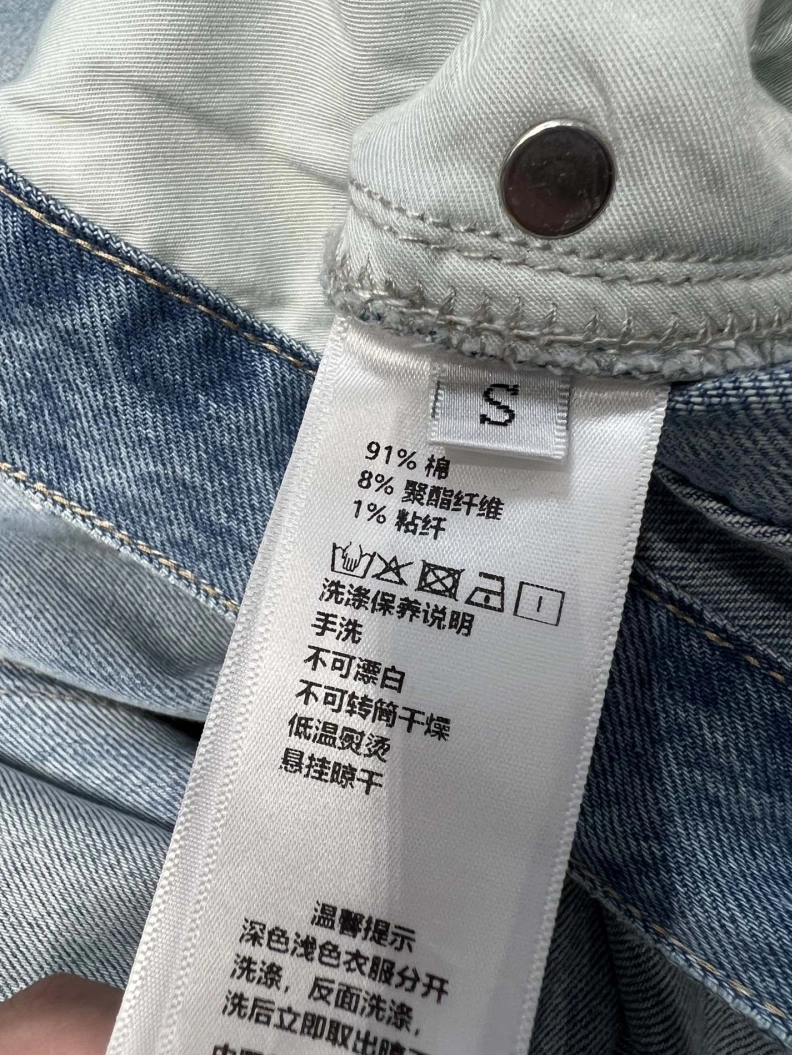 S
91% 棉
8% 聚酯纤维
1% 粘纤
洗涤保养说明
手洗
不可漂白
不可转筒干燥
低温熨烫
悬挂晾干
温馨提示
深色浅色衣服分开
洗涤，反面洗涤，
洗后立即取出晾